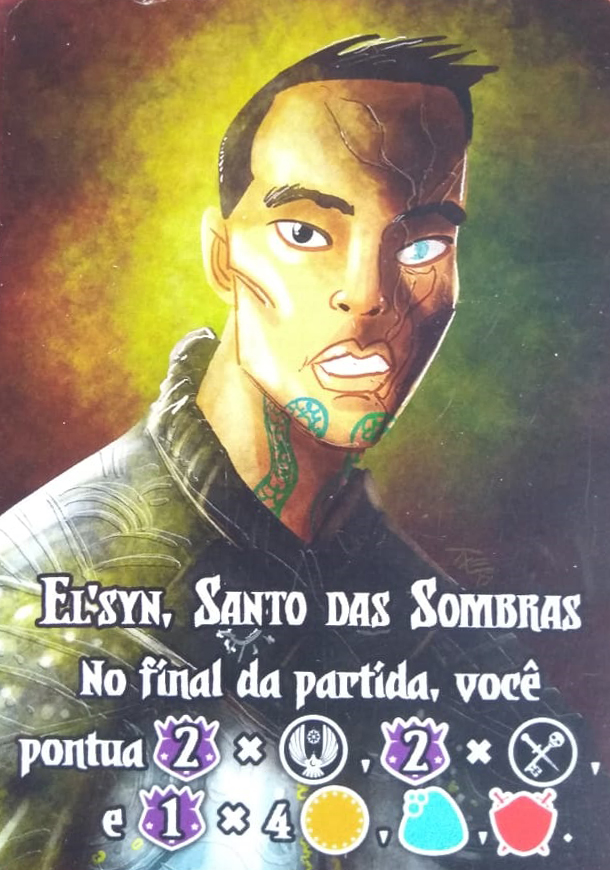 El'syn, Santo das Sombras
No final da partida, você
pontua 2 × , 2 × ,
e 1 × 4 , , .